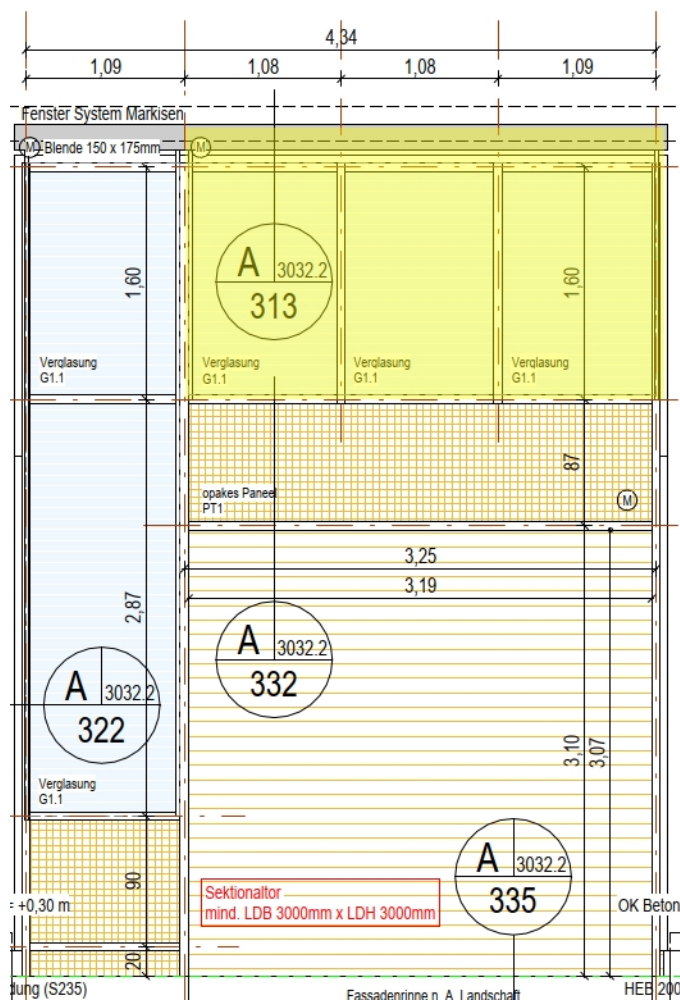 4,34
1,09
1,08
1,08
1,09
Fenster System Markisen
M
Blende 150 x 175mm
M
1,60
A 3032.2
313
1,60
Verglasung
G1.1
Verglasung
G1.1
Verglasung
G1.1
Verglasung
G1.1
87
opakes Paneel
PT1
M
3,25
3,19
2,87
A 3032.2
332
A 3032.2
322
3,10
3,07
Verglasung
G1.1
A 3032.2
335
90
Sektionaltor
mind. LDB 3000mm x LDH 3000mm
= +0,30 m
OK Beton
20
dung (S235)
Fassadenrinne n. A. Landschaft
HEB 200